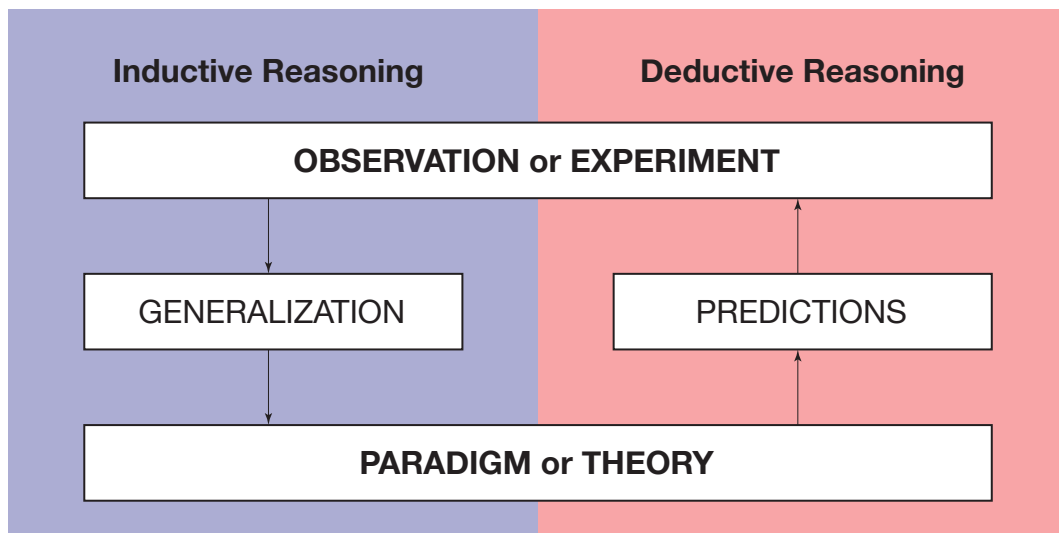 Inductive Reasoning
Deductive Reasoning
OBSERVATION or EXPERIMENT
GENERALIZATION
PREDICTIONS
PARADIGM or THEORY